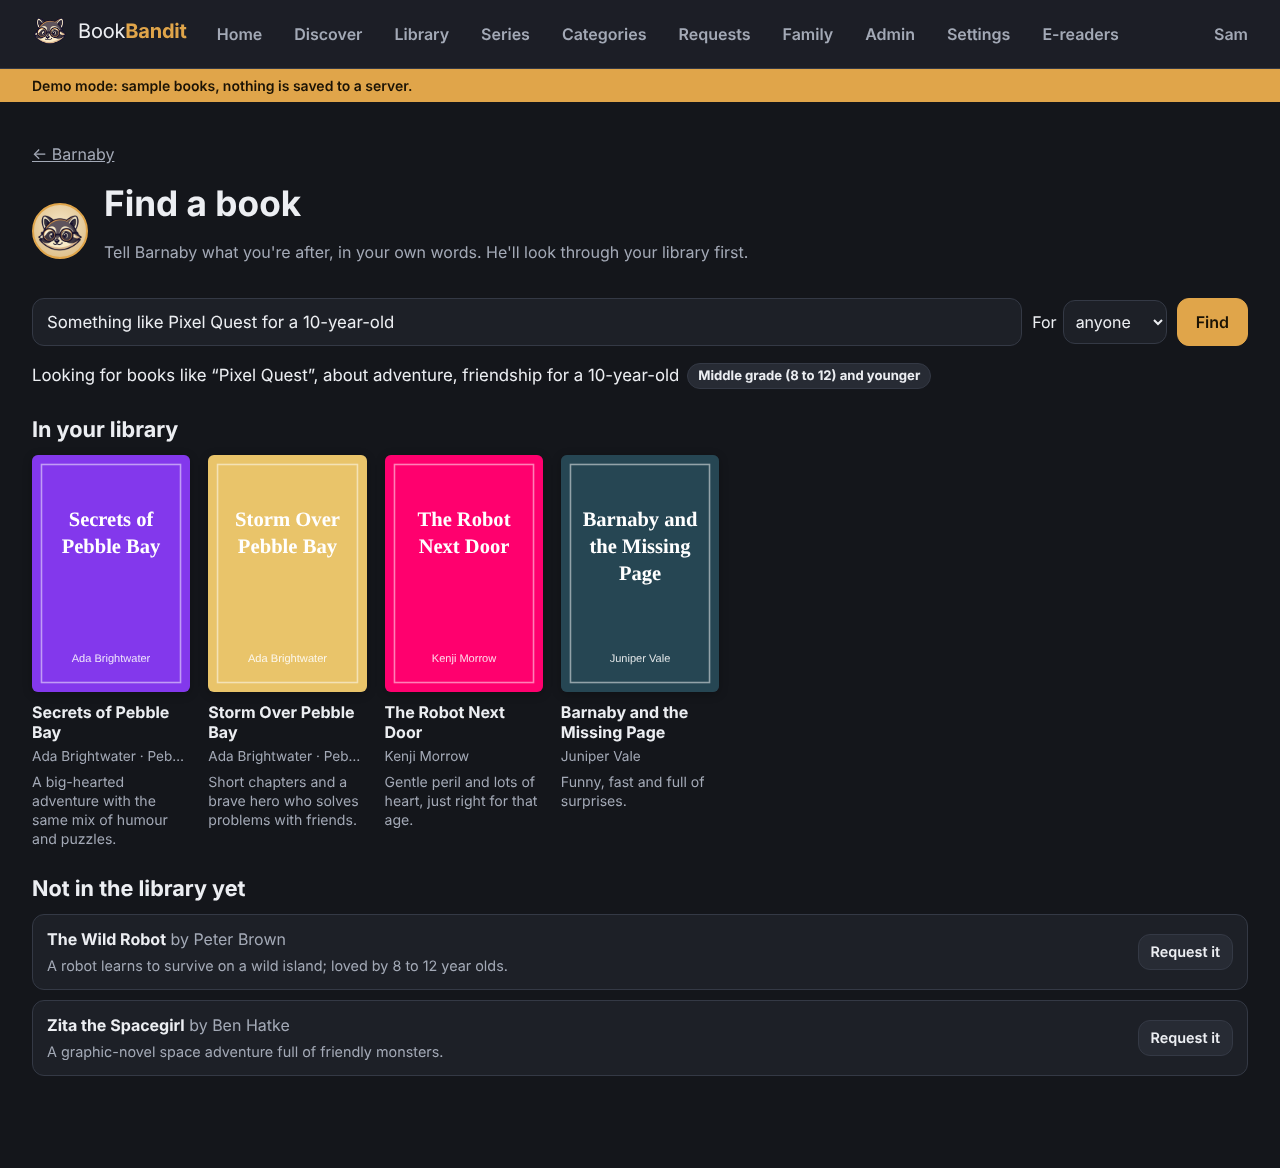 BookBandit
Home
Discover
Library
Series
Categories
Requests
Family
Admin
Settings
E-readers
Sam
Demo mode: sample books, nothing is saved to a server.
← Barnaby
Find a book
Tell Barnaby what you're after, in your own words. He'll look through your library first.
Something like Pixel Quest for a 10-year-old
For
anyone
Find
Looking for books like “Pixel Quest”, about adventure, friendship for a 10-year-old
Middle grade (8 to 12) and younger
In your library
Secrets of
Pebble Bay
Ada Brightwater
Storm Over
Pebble Bay
Ada Brightwater
The Robot
Next Door
Kenji Morrow
Barnaby and
the Missing
Page
Juniper Vale
Secrets of Pebble
Bay
Ada Brightwater · Peb...
A big-hearted
adventure with the
same mix of humour
and puzzles.
Storm Over Pebble
Bay
Ada Brightwater · Peb...
Short chapters and a
brave hero who solves
problems with friends.
The Robot Next
Door
Kenji Morrow
Gentle peril and lots of
heart, just right for that
age.
Barnaby and the
Missing Page
Juniper Vale
Funny, fast and full of
surprises.
Not in the library yet
The Wild Robot by Peter Brown
A robot learns to survive on a wild island; loved by 8 to 12 year olds.
Request it
Zita the Spacegirl by Ben Hatke
A graphic-novel space adventure full of friendly monsters.
Request it